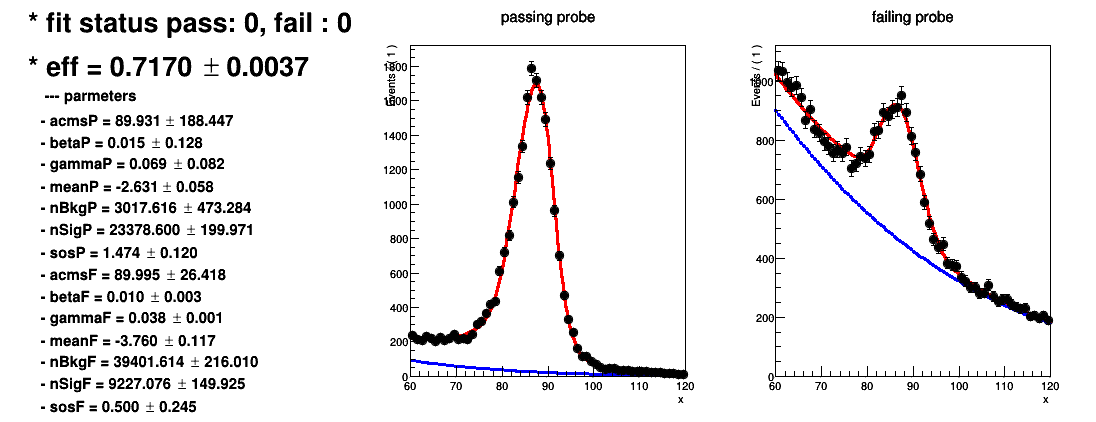 * fit status pass: 0, fail : 0
* eff = 0.7170 ± 0.0037
--- parmeters
- acmsP = 89.931 ± 188.447
- betaP = 0.015 ± 0.128
- gammaP = 0.069 ± 0.082
- meanP = -2.631 ± 0.058
- nBkgP = 3017.616 ± 473.284
- nSigP = 23378.600 ± 199.971
- sosP = 1.474 ± 0.120
- acmsF = 89.995 ± 26.418
- betaF = 0.010 ± 0.003
- gammaF = 0.038 ± 0.001
- meanF = -3.760 ± 0.117
- nBkgF = 39401.614 ± 216.010
- nSigF = 9227.076 ± 149.925
- sosF = 0.500 ± 0.245
passing probe
Events / ( 1 )
1800
1600
1400
1200
1000
800
600
400
200
0
60 70 80 90 100 110 120
x
failing probe
Events / ( 1 )
1000
800
600
400
200
0
60 70 80 90 100 110 120
x